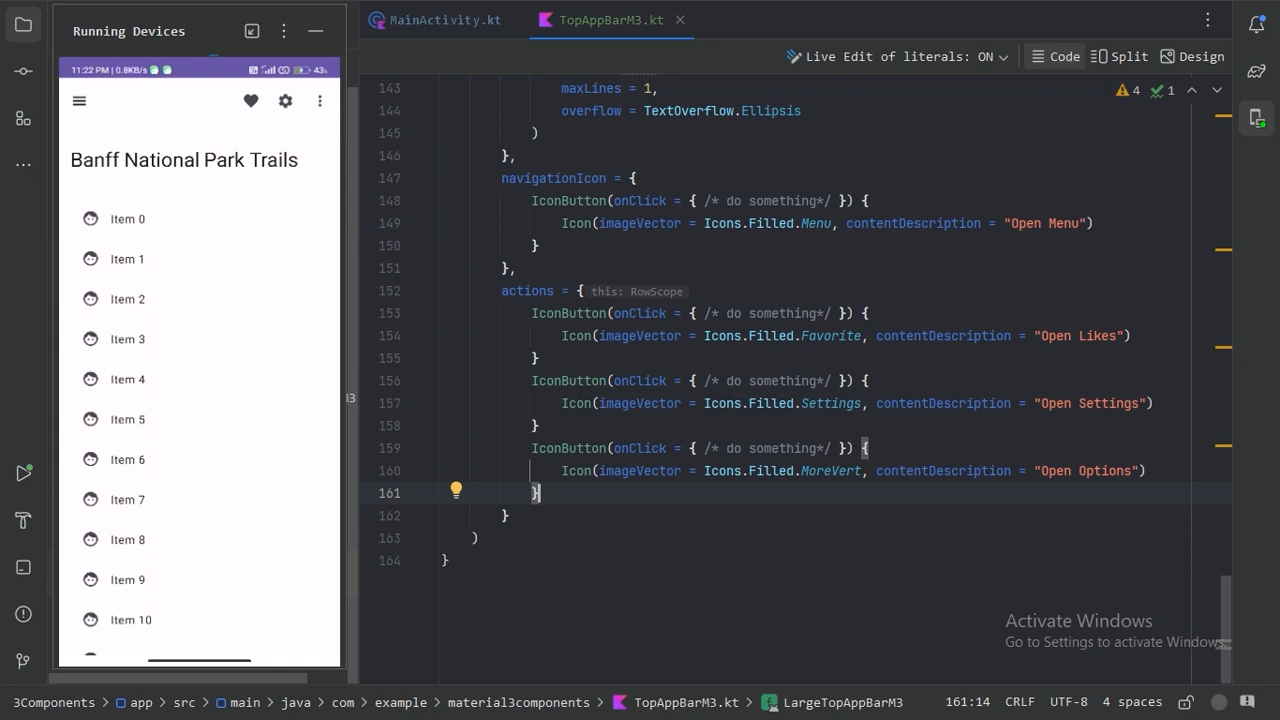 Running Devices
MainActivity.kt
TopAppBarM3.kt
Live Edit of literals: ON
Code
Split
Design
11:22 PM | 0.8KB/s
43%
Banff National Park Trails
Item 0
Item 1
Item 2
Item 3
Item 4
Item 5
Item 6
Item 7
Item 8
Item 9
Item 10
143 maxLines = 1,
144 overflow = TextOverflow.Ellipsis
145 )
146 },
147 navigationIcon = {
148 IconButton(onClick = { /* do something*/ }) {
149 Icon(imageVector = Icons.Filled.Menu, contentDescription = "Open Menu")
150 }
151 },
152 actions = { this: RowScope
153 IconButton(onClick = { /* do something*/ }) {
154 Icon(imageVector = Icons.Filled.Favorite, contentDescription = "Open Likes")
155 }
156 IconButton(onClick = { /* do something*/ }) {
157 Icon(imageVector = Icons.Filled.Settings, contentDescription = "Open Settings")
158 }
159 IconButton(onClick = { /* do something*/ }) {
160 Icon(imageVector = Icons.Filled.MoreVert, contentDescription = "Open Options")
161 }
162 }
163 )
164 }
4
1
Activate Windows
Go to Settings to activate Windows.
3Components > app > src > main > java > com > example > material3components > TopAppBarM3.kt > LargeTopAppBarM3
161:14 CRLF UTF-8 4 spaces